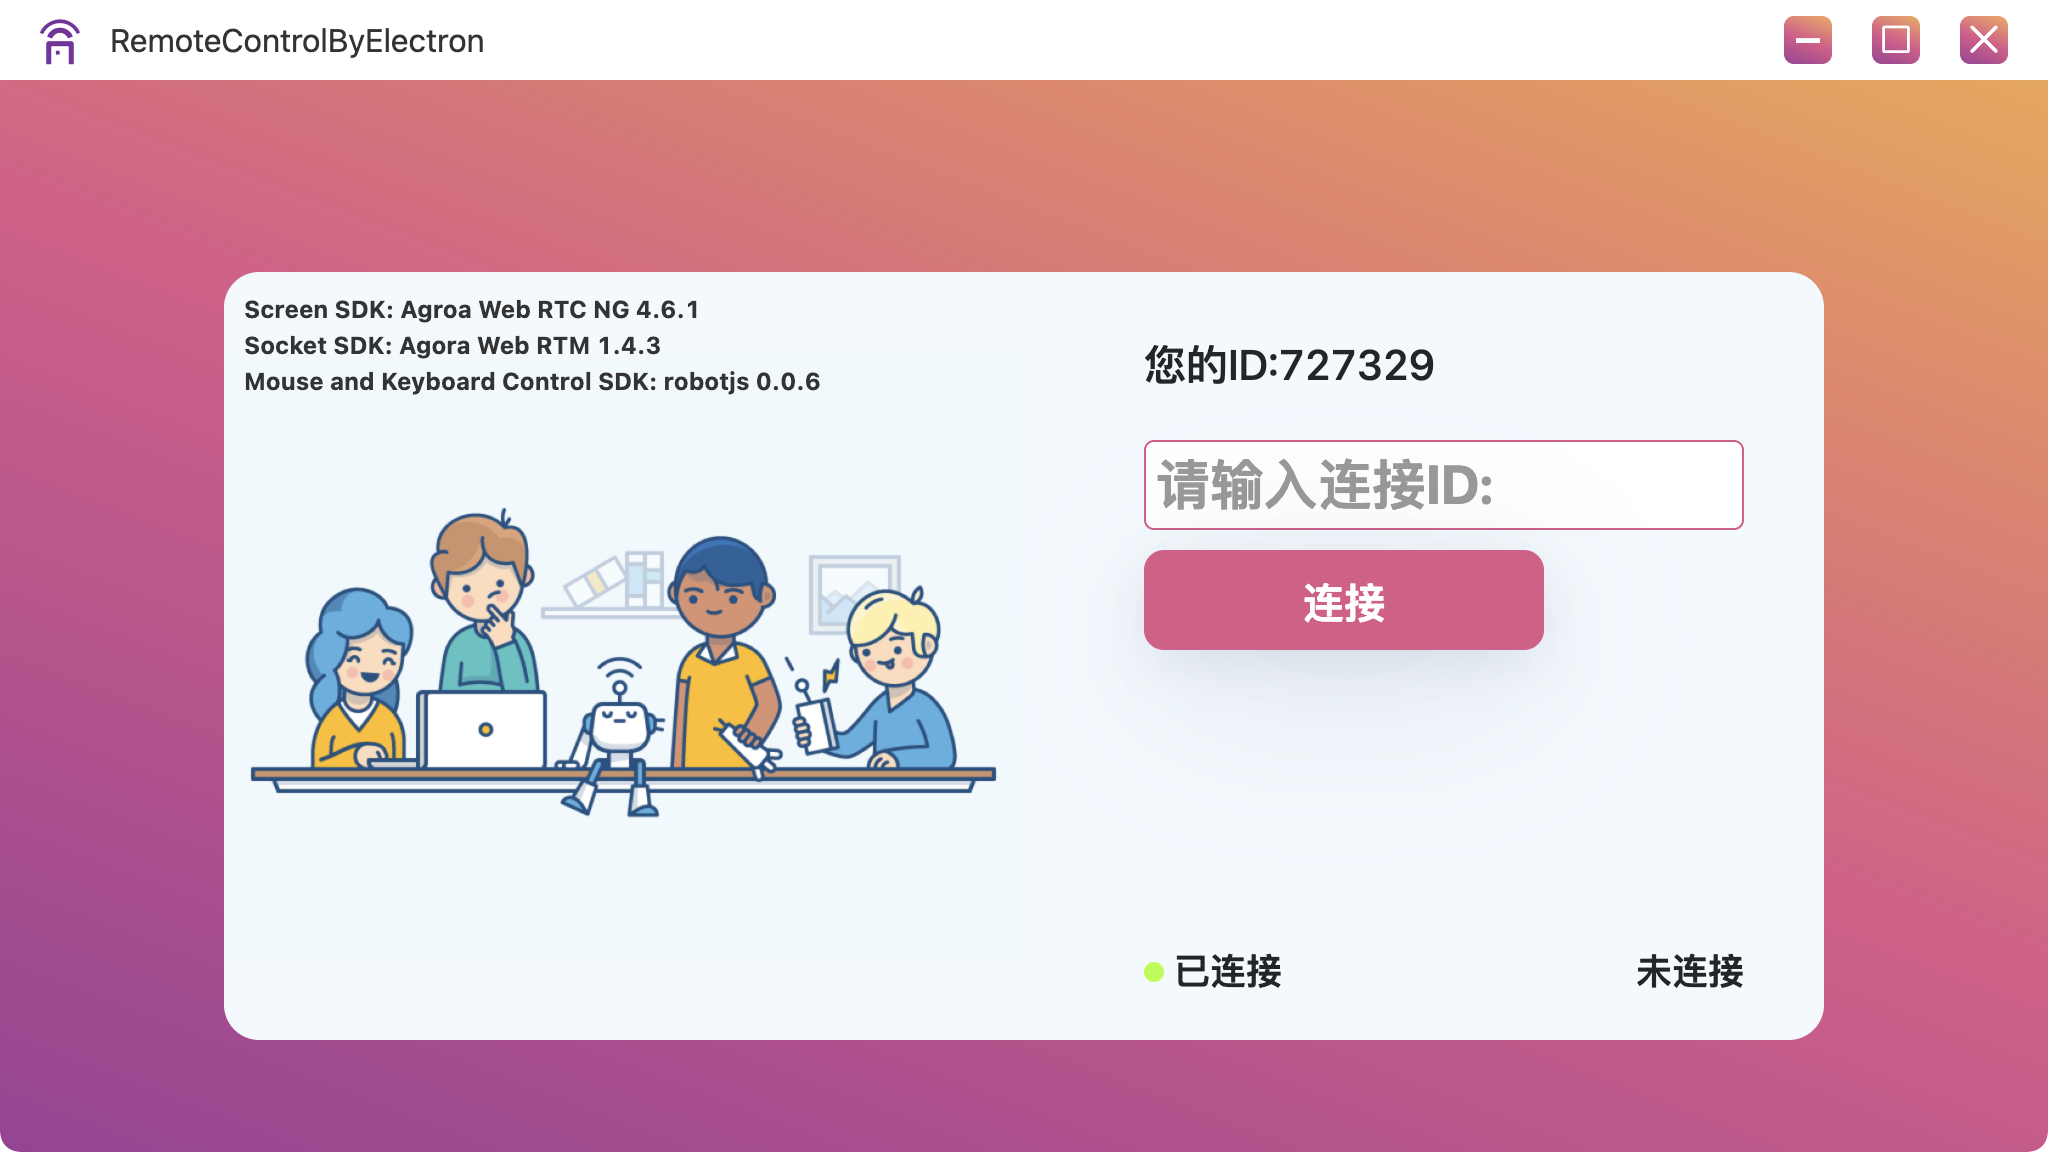 RemoteControlByElectron
Screen SDK: Agroa Web RTC NG 4.6.1
Socket SDK: Agora Web RTM 1.4.3
Mouse and Keyboard Control SDK: robotjs 0.0.6
您的ID:727329
请输入连接ID:
连接
已连接
未连接